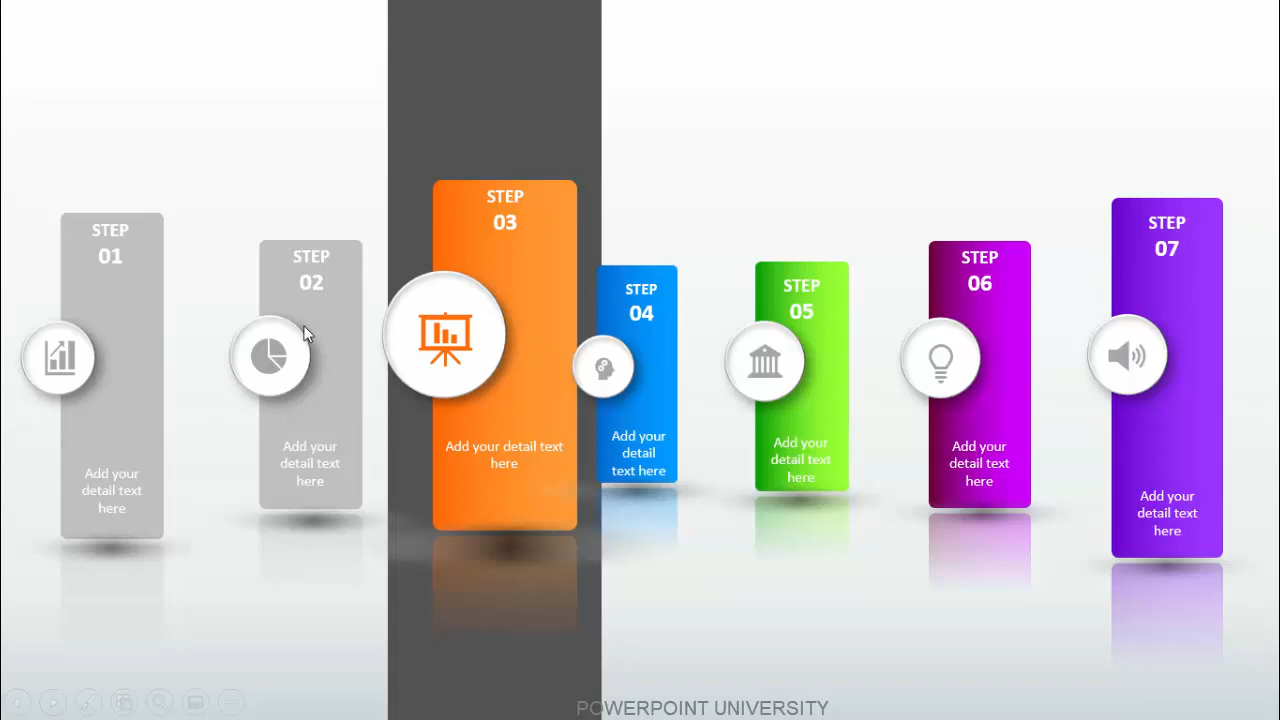 STEP
01
Add your
detail text
here
STEP
02
Add your
detail text
here
STEP
03
Add your detail text
here
STEP
04
Add your
detail
text here
STEP
05
Add your
detail text
here
STEP
06
Add your
detail text
here
STEP
07
Add your
detail text
here
POWERPOINT UNIVERSITY